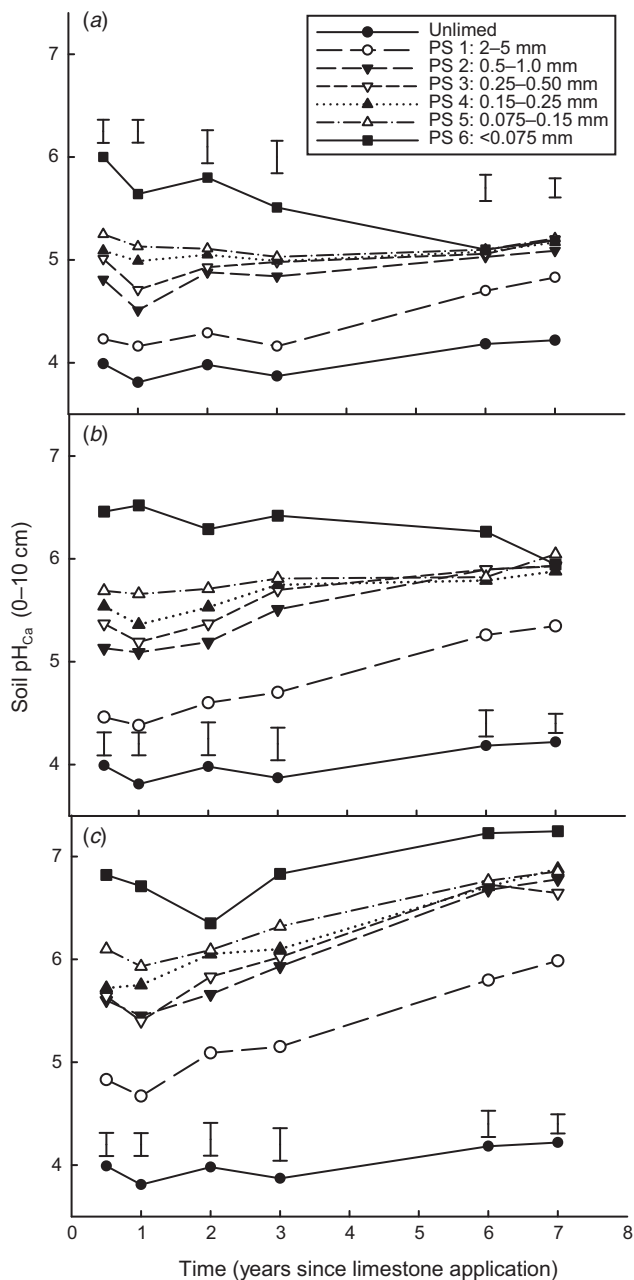 (a)
Unlimed
PS 1: 2–5 mm
PS 2: 0.5–1.0 mm
PS 3: 0.25–0.50 mm
PS 4: 0.15–0.25 mm
PS 5: 0.075–0.15 mm
PS 6: <0.075 mm
7
6
5
4
(b)
7
6
5
4
Soil pHCa (0–10 cm)
(c)
7
6
5
4
0 1 2 3 4 5 6 7 8
Time (years since limestone application)